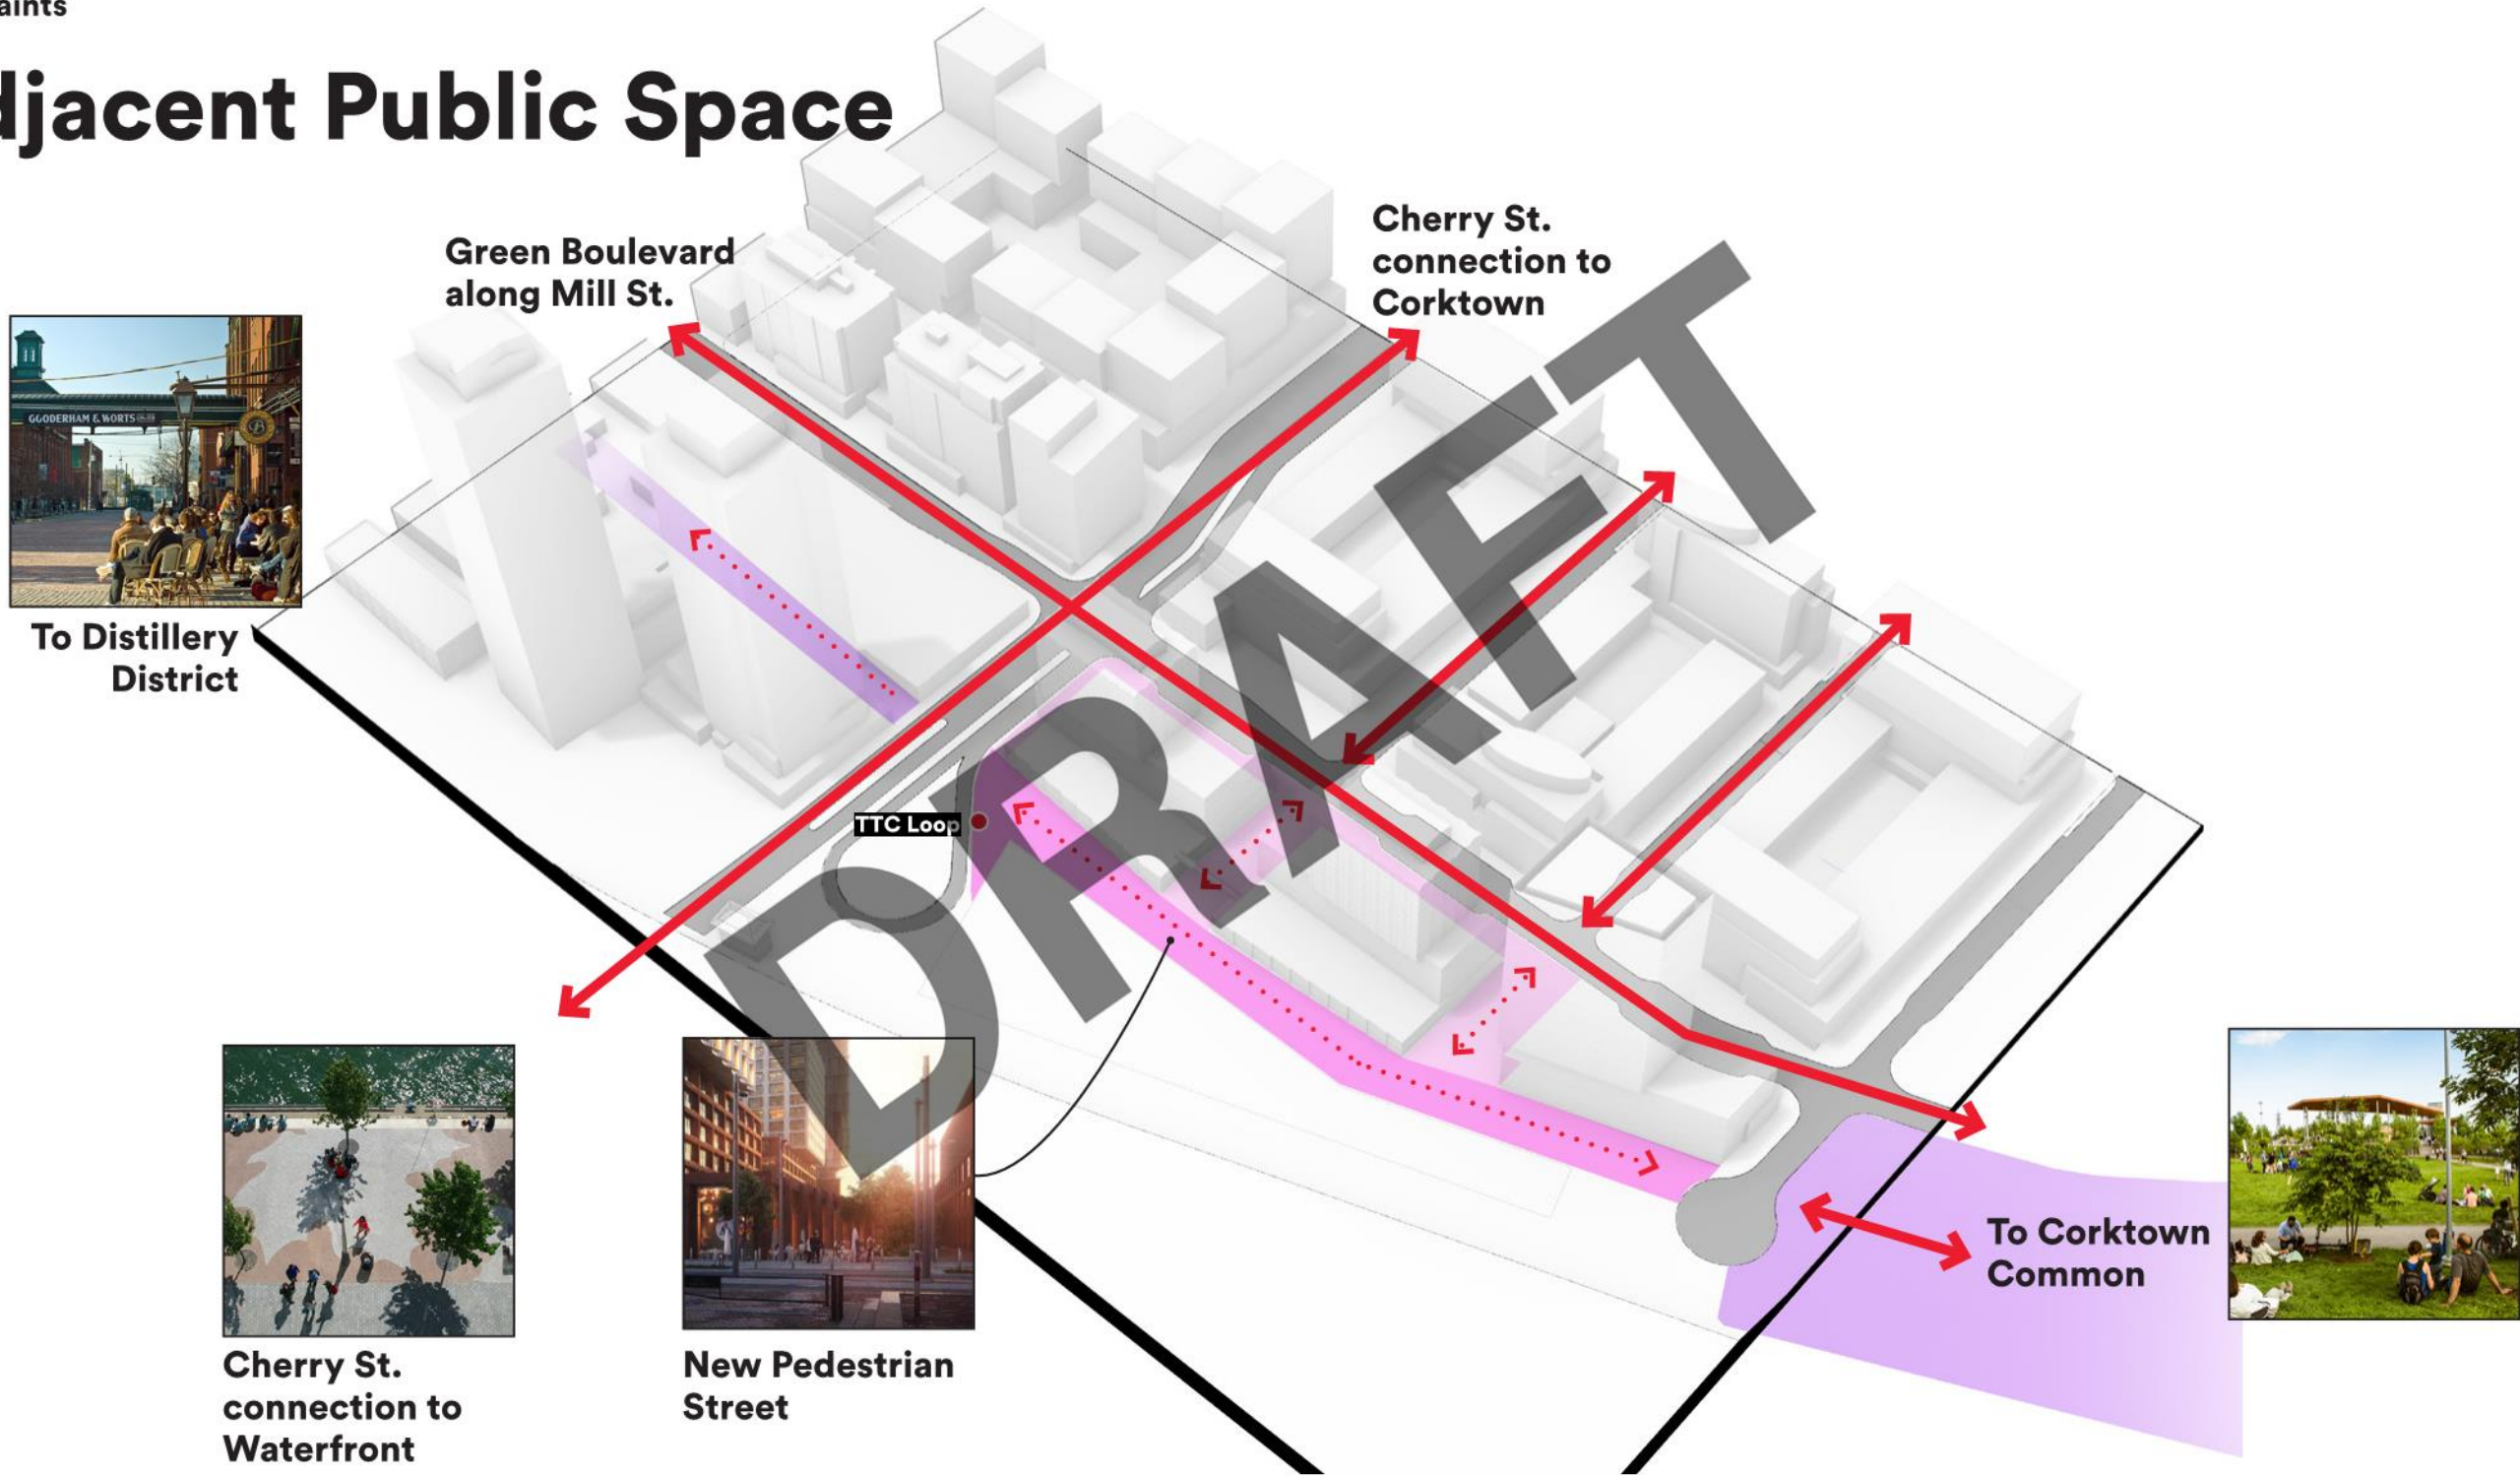 djacent Public Space
Green Boulevard
along Mill St.
Cherry St.
connection to
Corktown
GOODERHAM & WORTS
To Distillery
District
TTC Loop
DRAFT
To Corktown
Common
Cherry St.
connection to
Waterfront
New Pedestrian
Street